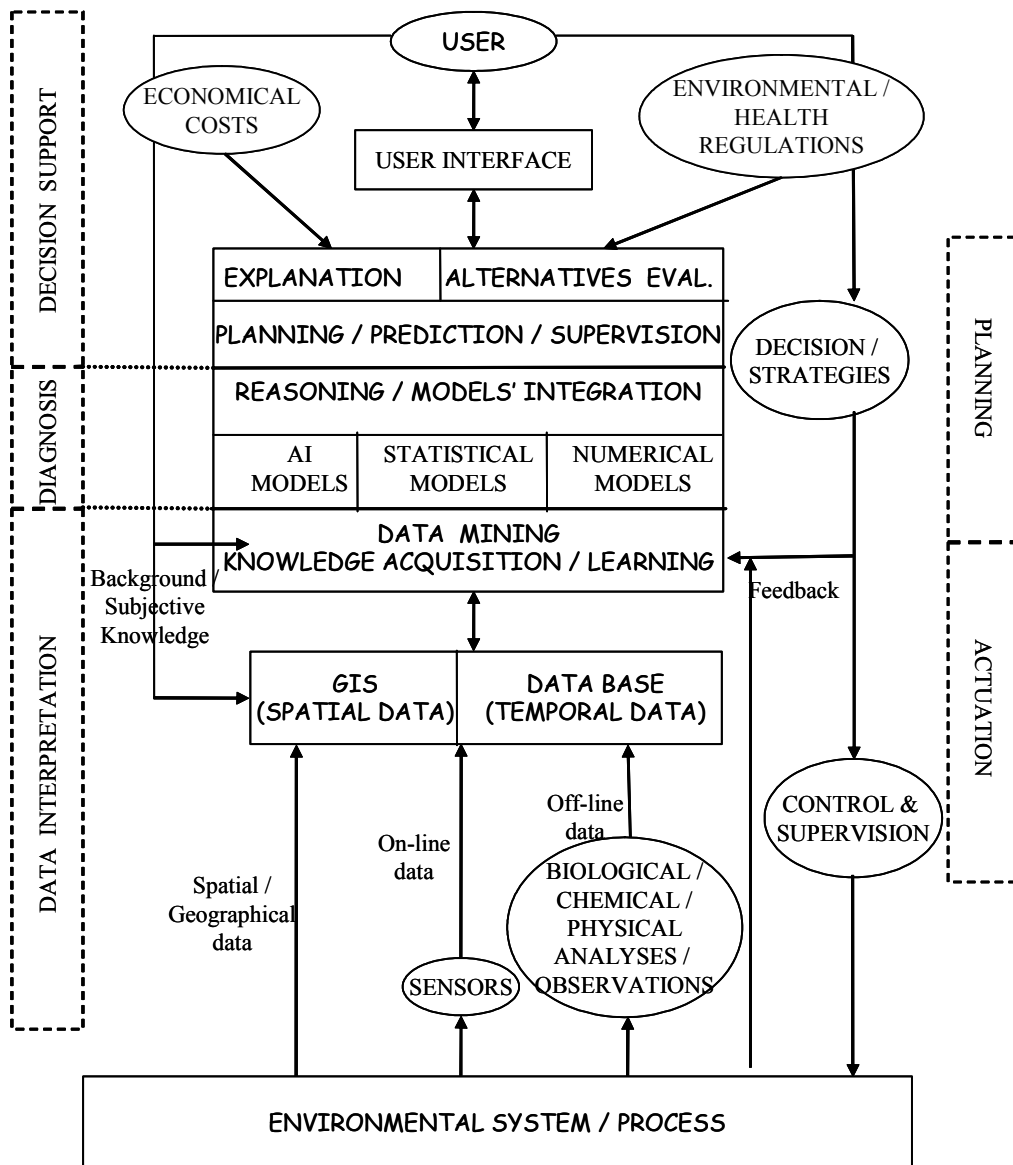 USER
ECONOMICAL
COSTS
ENVIRONMENTAL /
HEALTH
REGULATIONS
USER INTERFACE
DECISION SUPPORT
EXPLANATION
ALTERNATIVES EVAL.
PLANNING / PREDICTION / SUPERVISION
DECISION /
STRATEGIES
PLANNING
DIAGNOSIS
REASONING / MODELS' INTEGRATION
AI
MODELS
STATISTICAL
MODELS
NUMERICAL
MODELS
DATA MINING
KNOWLEDGE ACQUISITION / LEARNING
Background /
Subjective
Knowledge
Feedback
ACTUATION
DATA INTERPRETATION
GIS
(SPATIAL DATA)
DATA BASE
(TEMPORAL DATA)
Spatial /
Geographical
data
On-line
data
Off-line
data
SENSORS
BIOLOGICAL /
CHEMICAL /
PHYSICAL
ANALYSES /
OBSERVATIONS
CONTROL &
SUPERVISION
ENVIRONMENTAL SYSTEM / PROCESS